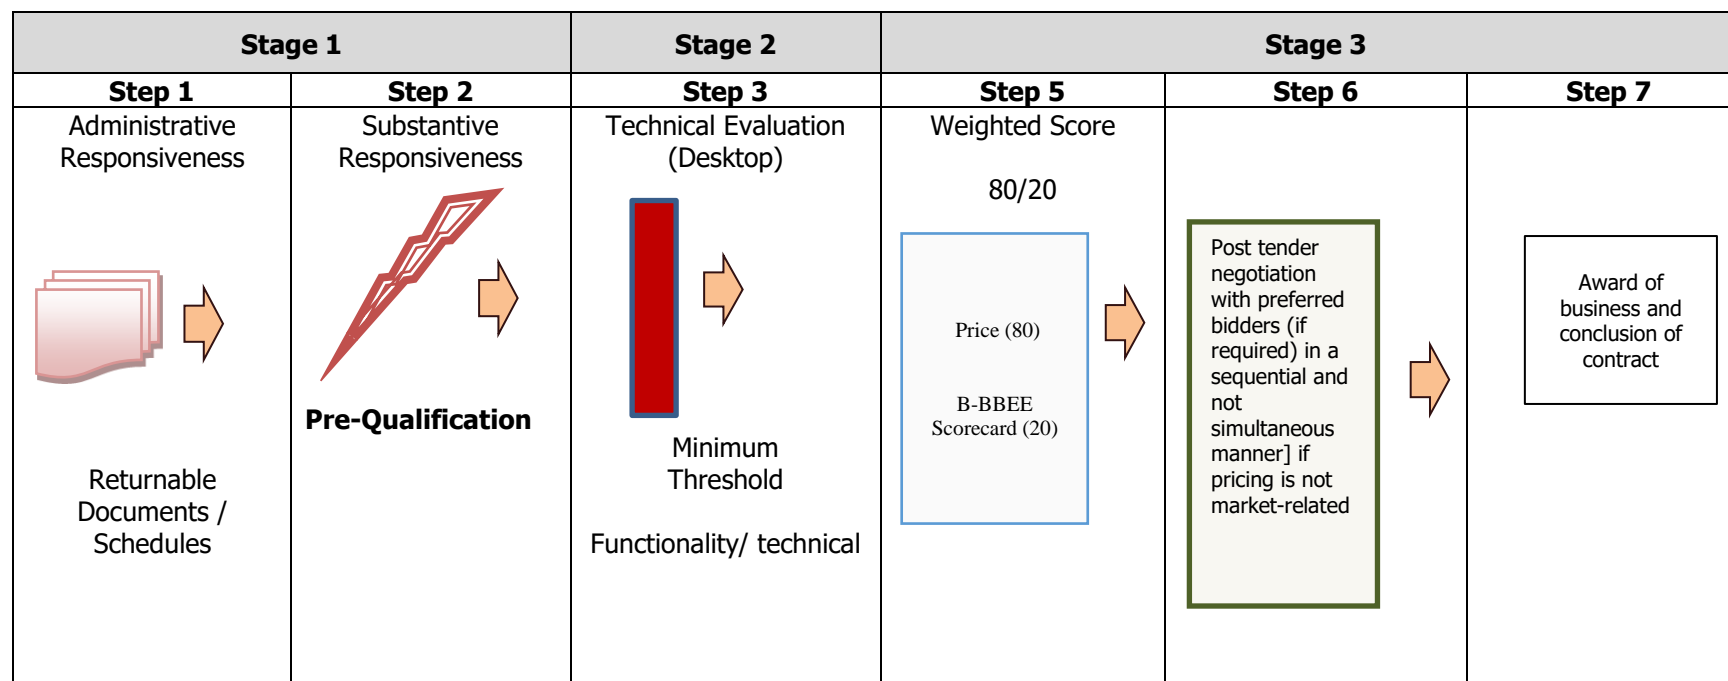 Stage 1
Stage 2
Stage 3
Step 1
Step 2
Step 3
Step 5
Step 6
Step 7
Administrative
Responsiveness
Returnable
Documents /
Schedules
Substantive
Responsiveness
Pre-Qualification
Technical Evaluation
(Desktop)
Minimum
Threshold
Functionality/ technical
Weighted Score
80/20
Price (80)
B-BBEE
Scorecard (20)
Post tender
negotiation
with preferred
bidders (if
required) in a
sequential and
not
simultaneous
manner] if
pricing is not
market-related
Award of
business and
conclusion of
contract